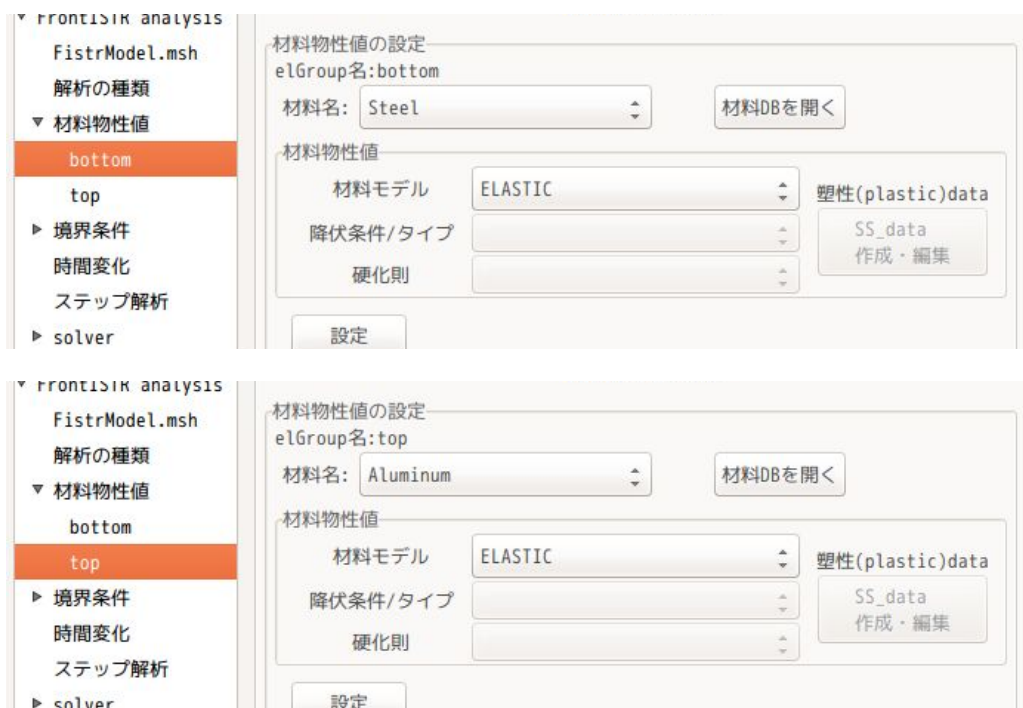 FrontISTR analysis
FistrModel.msh
解析の種類
材料物性値
bottom
top
境界条件
時間変化
ステップ解析
solver
材料物性値の設定
elGroup名:bottom
材料名: Steel 材料DBを開く
材料物性値
材料モデル ELASTIC 塑性(plastic)data
降伏条件/タイプ SS_data
作成・編集
硬化則
設定
FrontISTR analysis
FistrModel.msh
解析の種類
材料物性値
bottom
top
境界条件
時間変化
ステップ解析
solver
材料物性値の設定
elGroup名:top
材料名: Aluminum 材料DBを開く
材料物性値
材料モデル ELASTIC 塑性(plastic)data
降伏条件/タイプ SS_data
作成・編集
硬化則
設定